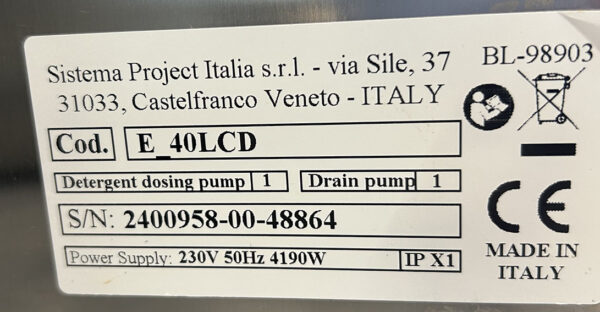 Sistema Project Italia s.r.l. - via Sile, 37
31033, Castelfranco Veneto - ITALY
BL-98903
Cod. E_40LCD
Detergent dosing pump 1 Drain pump 1
S/N: 2400958-00-48864
Power Supply: 230V 50Hz 4190W IP X1
CE
MADE IN
ITALY